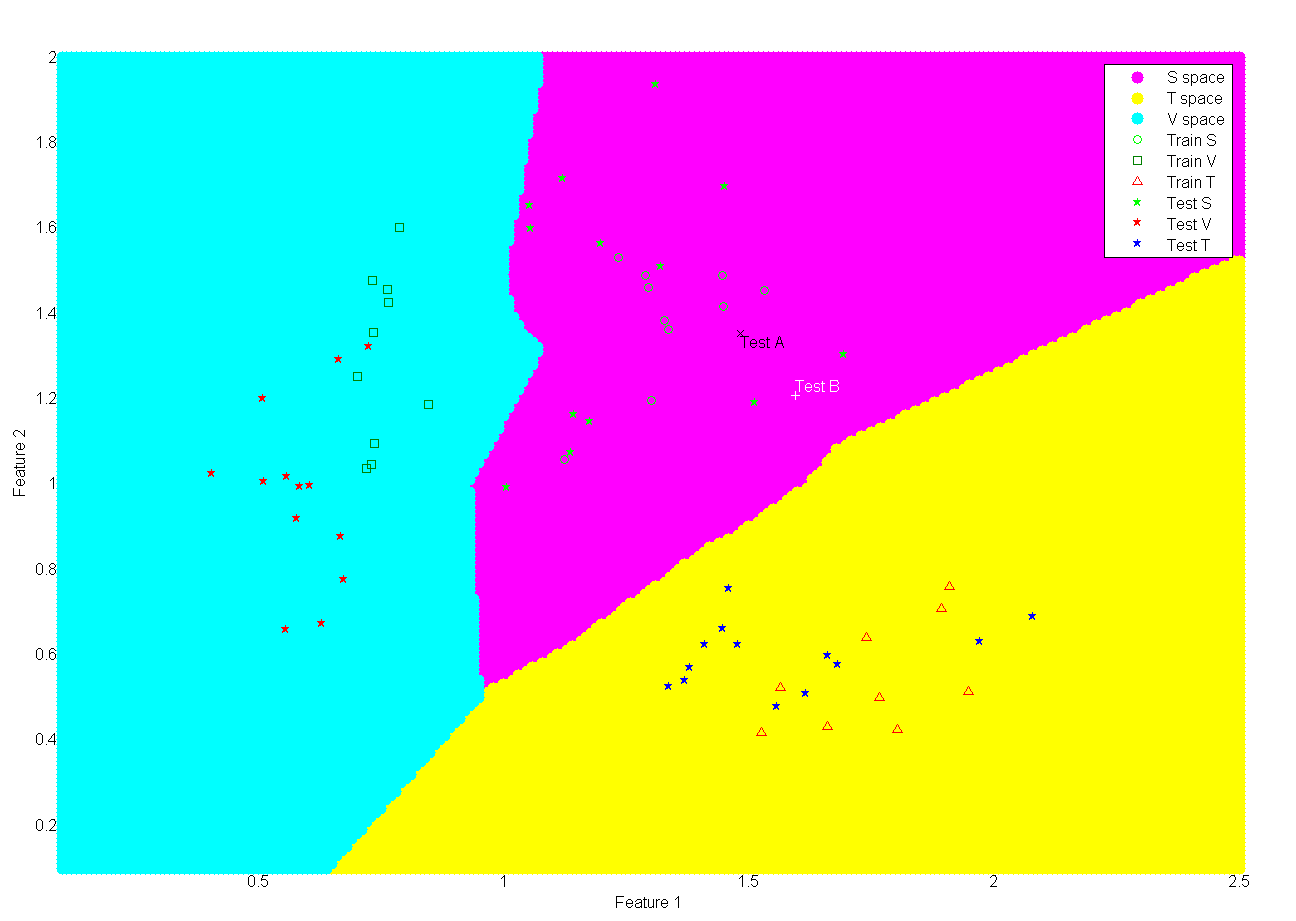 2
1.8
1.6
1.4
1.2
1
0.8
0.6
0.4
0.2
Feature 2
0.5
1
1.5
2
2.5
Feature 1
S space
T space
V space
Train S
Train V
Train T
Test S
Test V
Test T
Test A
Test B